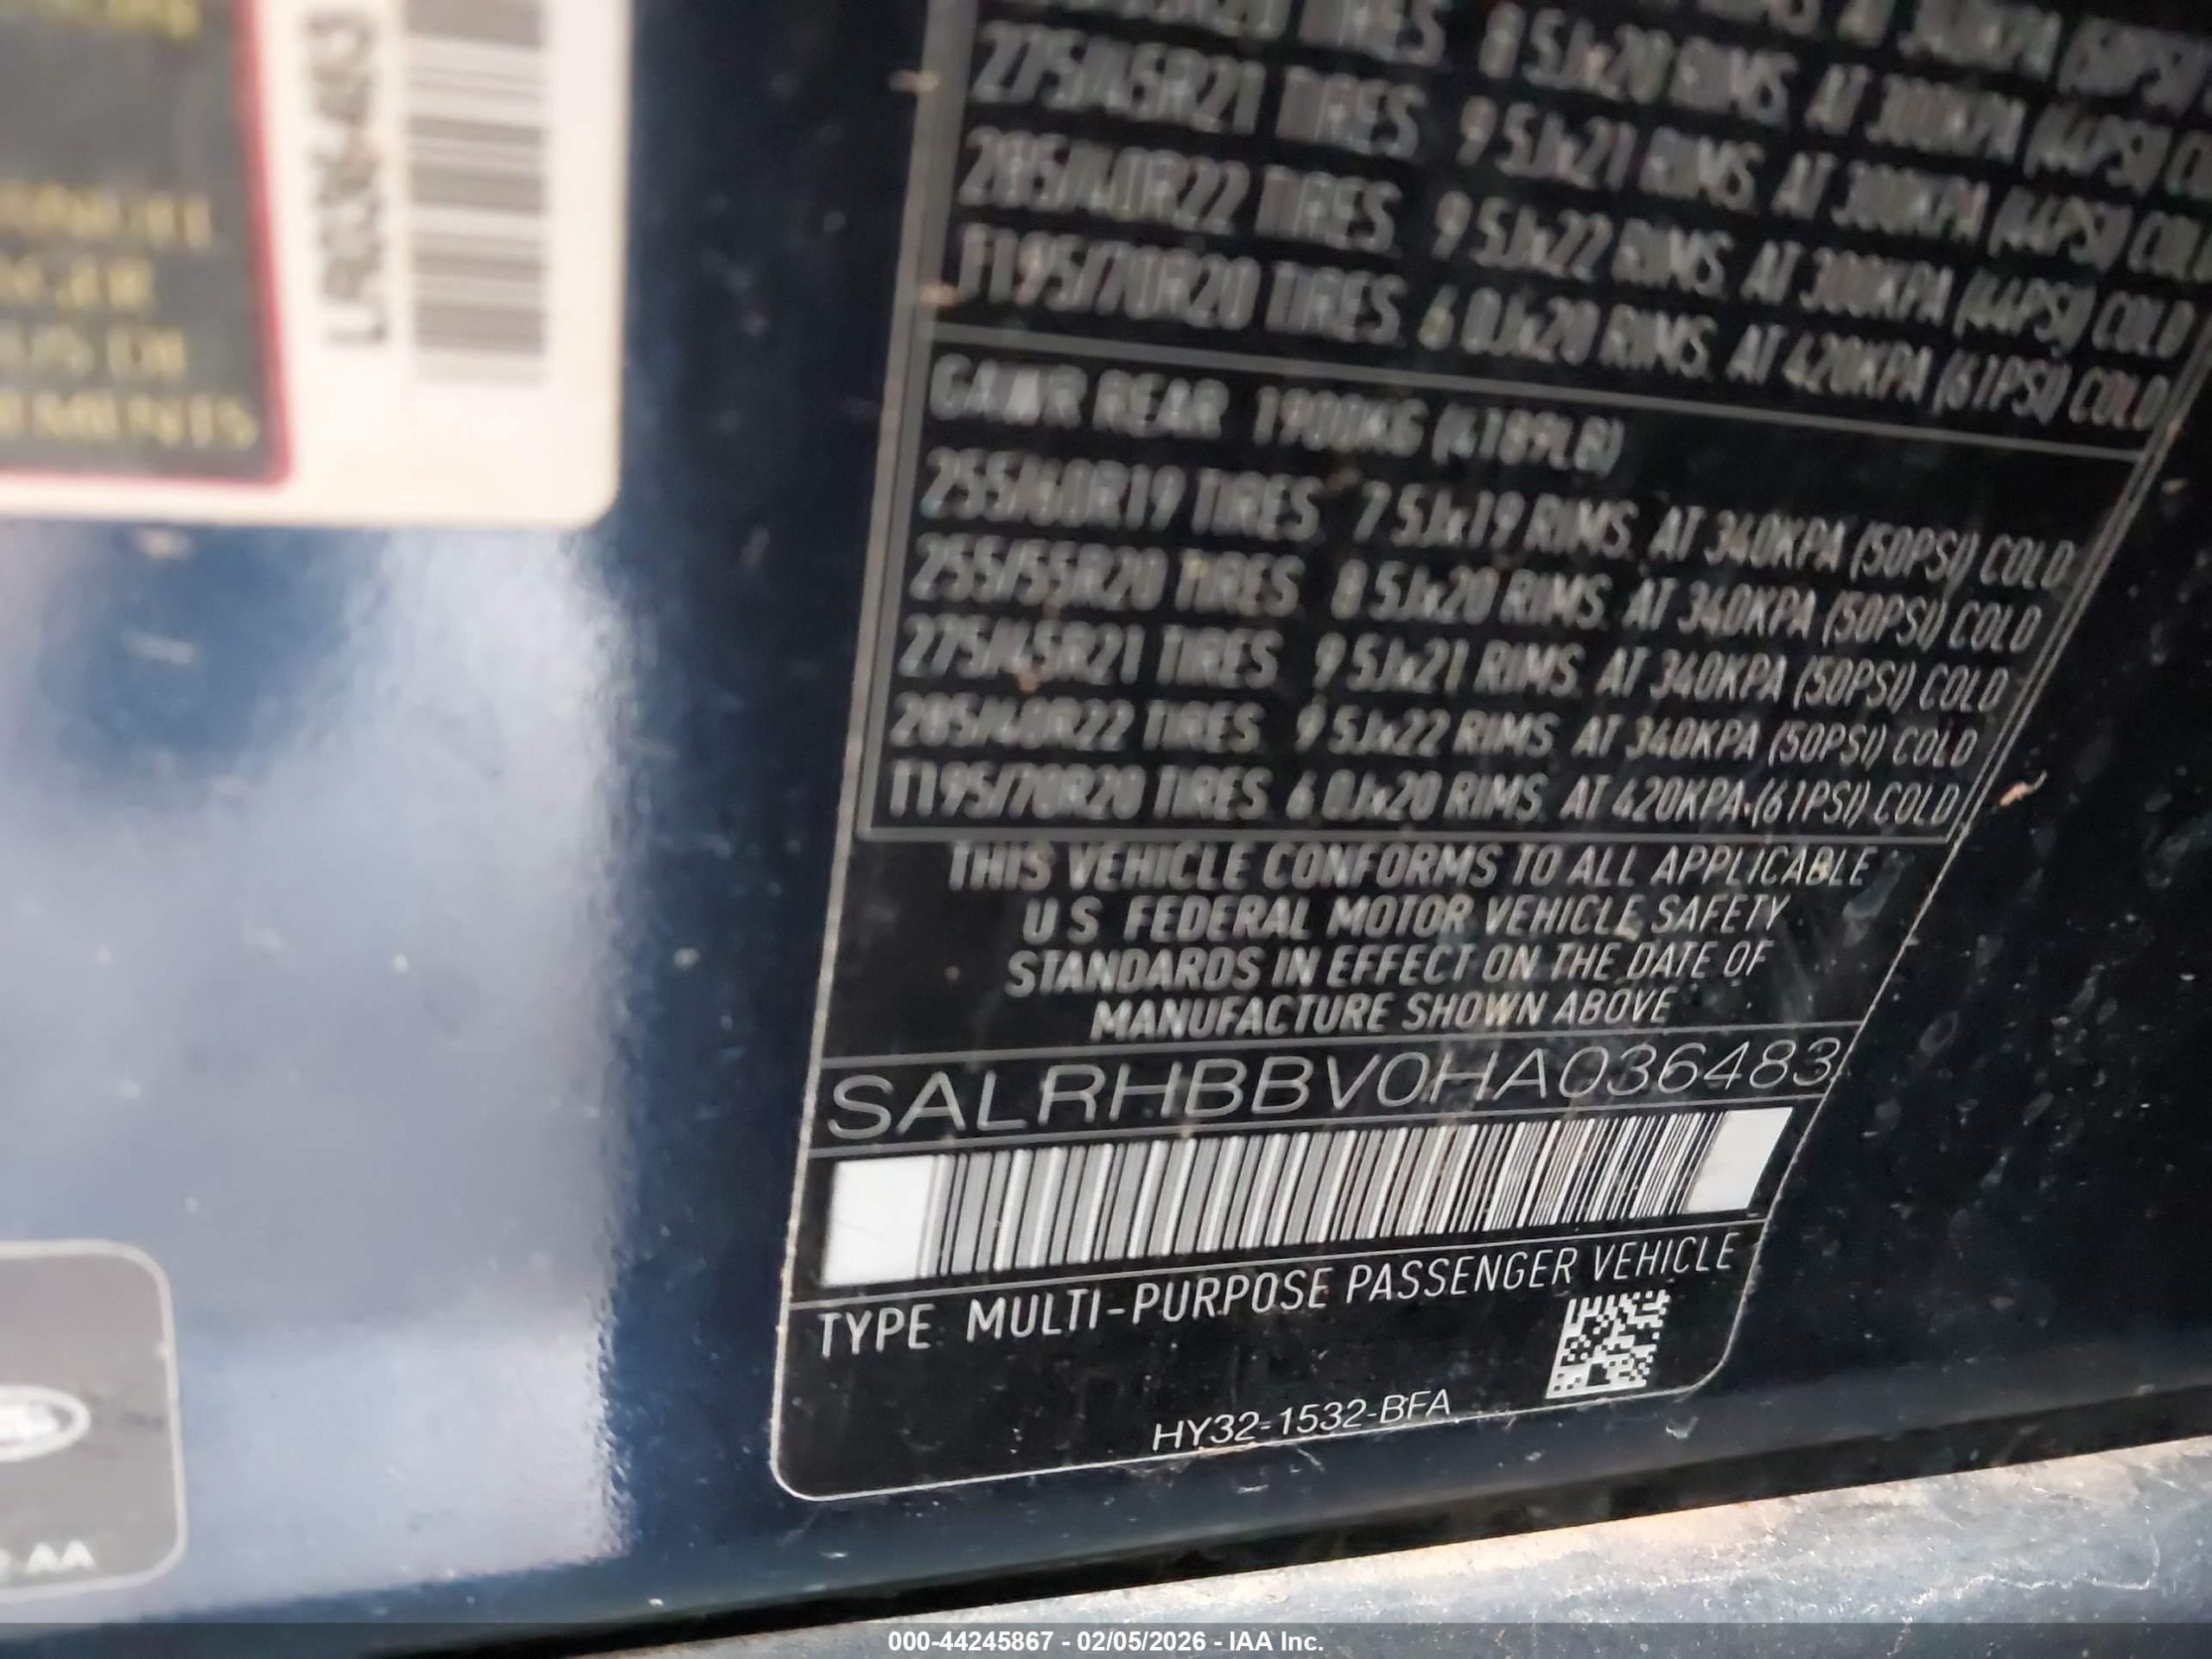 LR036483
275/45R21 TIRES. 9.5Jx21 RIMS. AT 300KPA (44PSI) COLD
285/40R22 TIRES. 9.5Jx22 RIMS. AT 300KPA (44PSI) COLD
T195/70R20 TIRES. 6.0Jx20 RIMS. AT 420KPA (61PSI) COLD
GAWR REAR 1900KG (4189LB)
255/60R19 TIRES. 7.5Jx19 RIMS. AT 340KPA (50PSI) COLD
255/55R20 TIRES. 8.5Jx20 RIMS. AT 340KPA (50PSI) COLD
275/45R21 TIRES. 9.5Jx21 RIMS. AT 340KPA (50PSI) COLD
285/40R22 TIRES. 9.5Jx22 RIMS. AT 340KPA (50PSI) COLD
T195/70R20 TIRES. 6.0Jx20 RIMS. AT 420KPA (61PSI) COLD
THIS VEHICLE CONFORMS TO ALL APPLICABLE
U S FEDERAL MOTOR VEHICLE SAFETY
STANDARDS IN EFFECT ON THE DATE OF
MANUFACTURE SHOWN ABOVE
SALRHBBV0HA036483
TYPE MULTI-PURPOSE PASSENGER VEHICLE
HY32-1532-BFA
AA
000-44245867 - 02/05/2026 - IAA Inc.